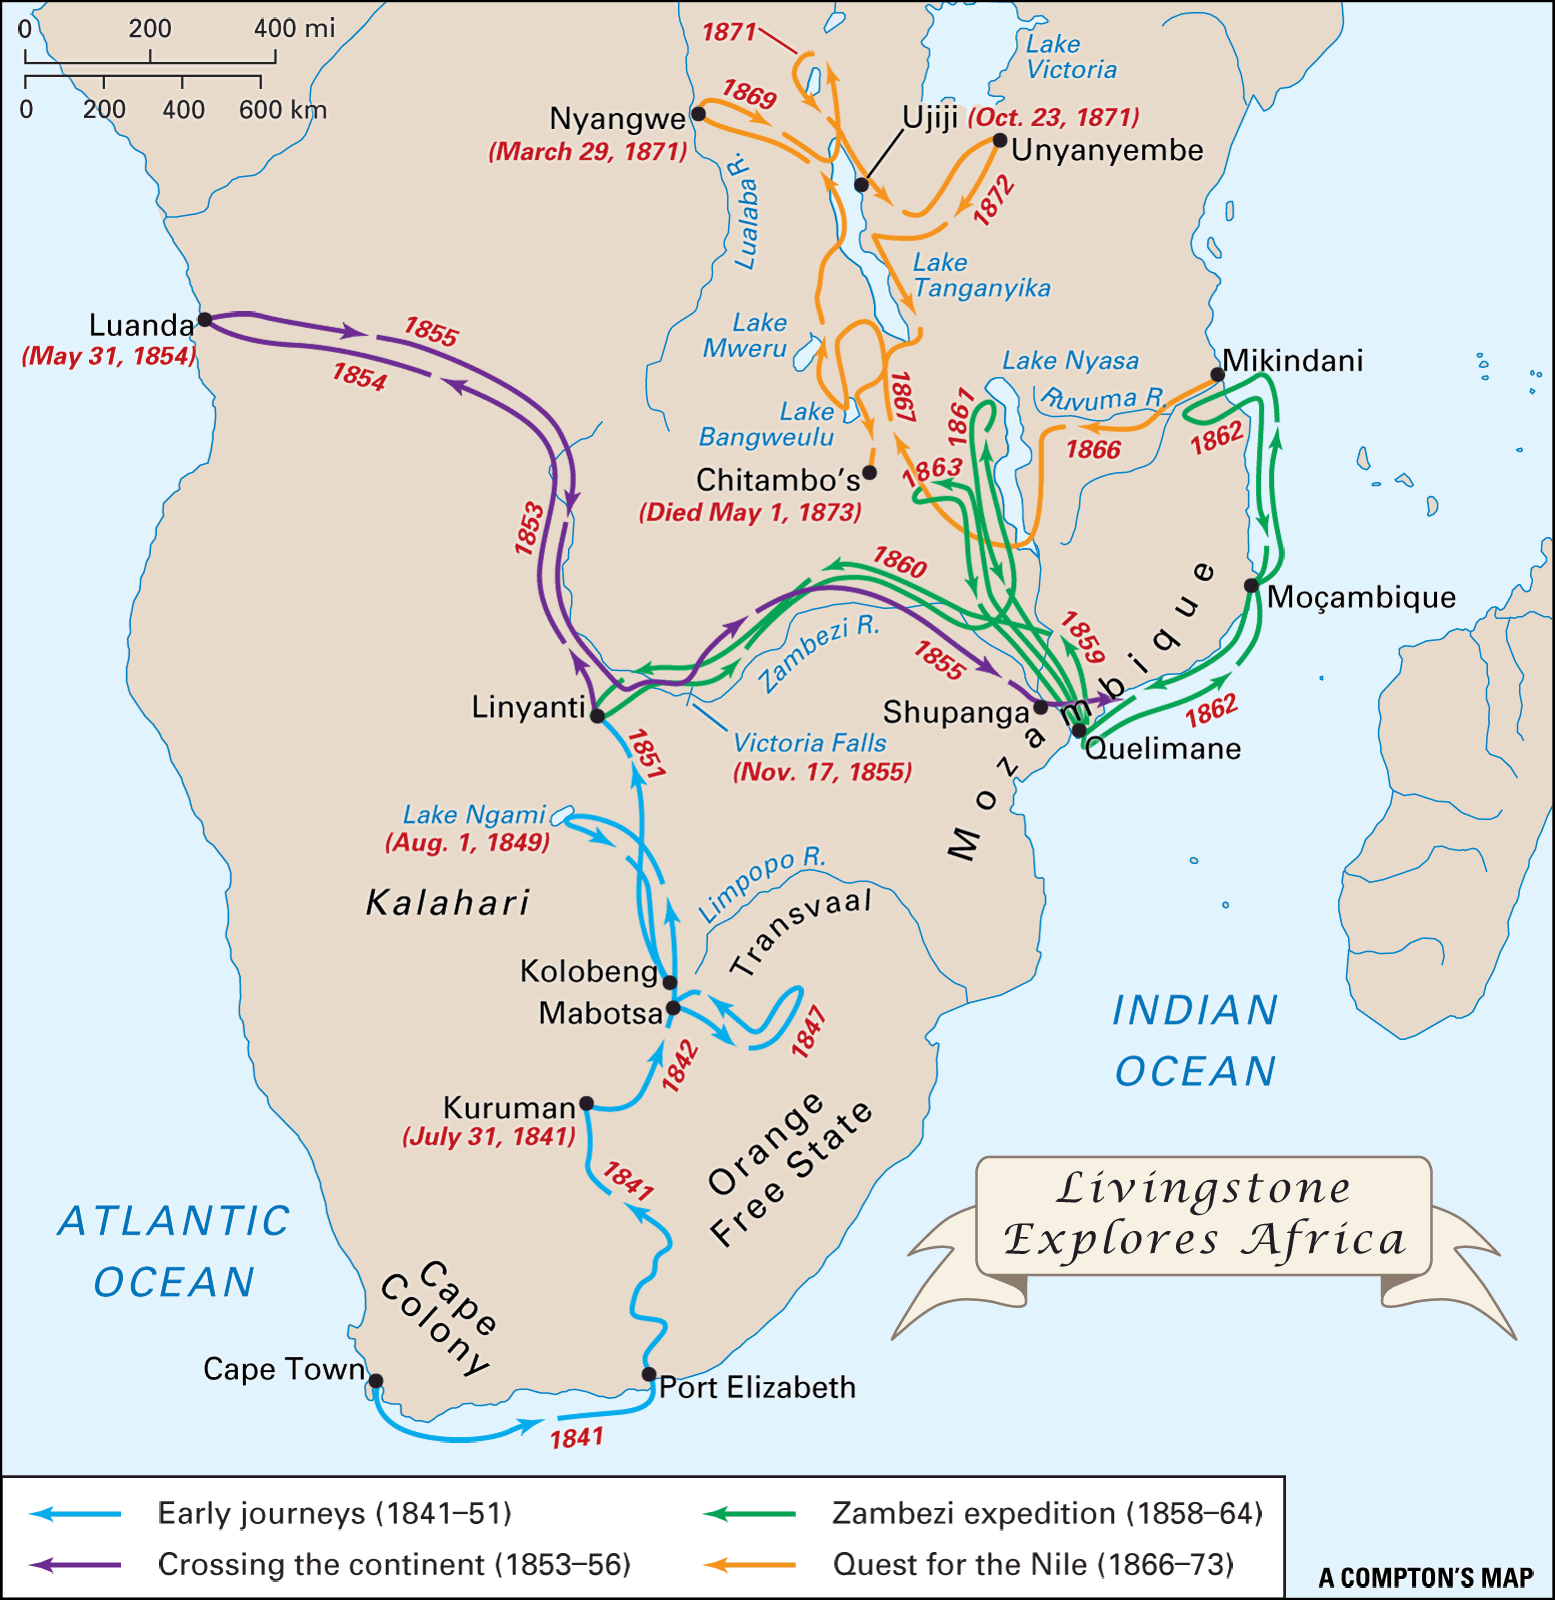 0 200 400 mi
0 200 400 600 km
1871
Lake
Victoria
1869
Nyangwe
(March 29, 1871)
Ujiji (Oct. 23, 1871)
Unyanyembe
1872
Lualaba R.
Lake
Tanganyika
Luanda
(May 31, 1854)
1855
1854
Lake
Mweru
Lake Nyasa
Mikindani
Ruvuma R.
1867
1861
1862
1866
Lake
Bangweulu
1863
Chitambo's
(Died May 1, 1873)
1853
1860
Moçambique
Mozambique
1859
Zambezi R.
1855
Linyanti
Shupanga
1862
Quelimane
1851
Victoria Falls
(Nov. 17, 1855)
Lake Ngami
(Aug. 1, 1849)
Limpopo R.
Kalahari
Transvaal
Kolobeng
Mabotsa
1847
INDIAN
OCEAN
1842
Kuruman
(July 31, 1841)
Orange
Free State
1841
Livingstone
Explores Africa
ATLANTIC
OCEAN
Cape
Colony
Cape Town
Port Elizabeth
1841
Early journeys (1841–51)
Crossing the continent (1853–56)
Zambezi expedition (1858–64)
Quest for the Nile (1866–73)
A COMPTON'S MAP